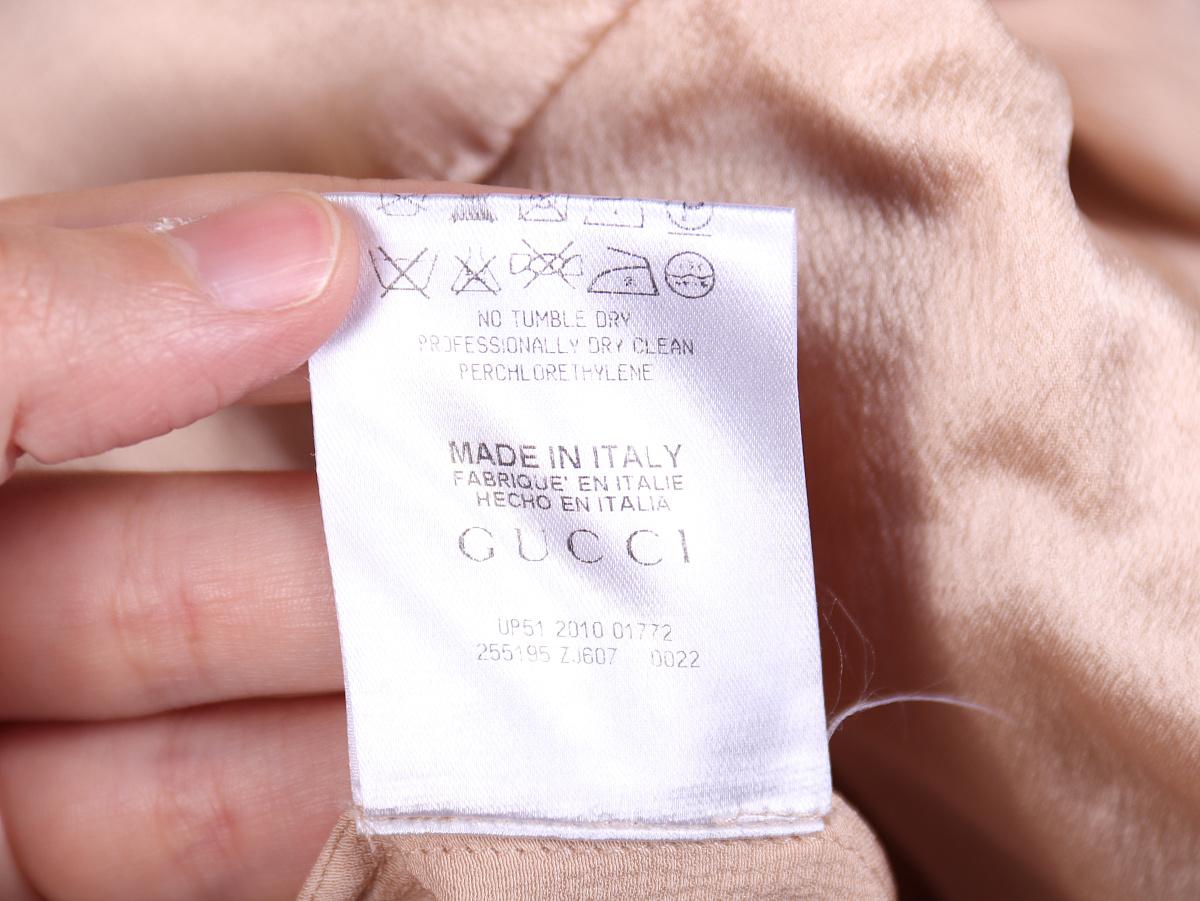 NO TUMBLE DRY
PROFESSIONALLY DRY CLEAN
PERCHLORETHYLENE
MADE IN ITALY
FABRIQUE' EN ITALIE
HECHO EN ITALIA
GUCCI
UP51 2010 01772
255195 ZJ607 0022